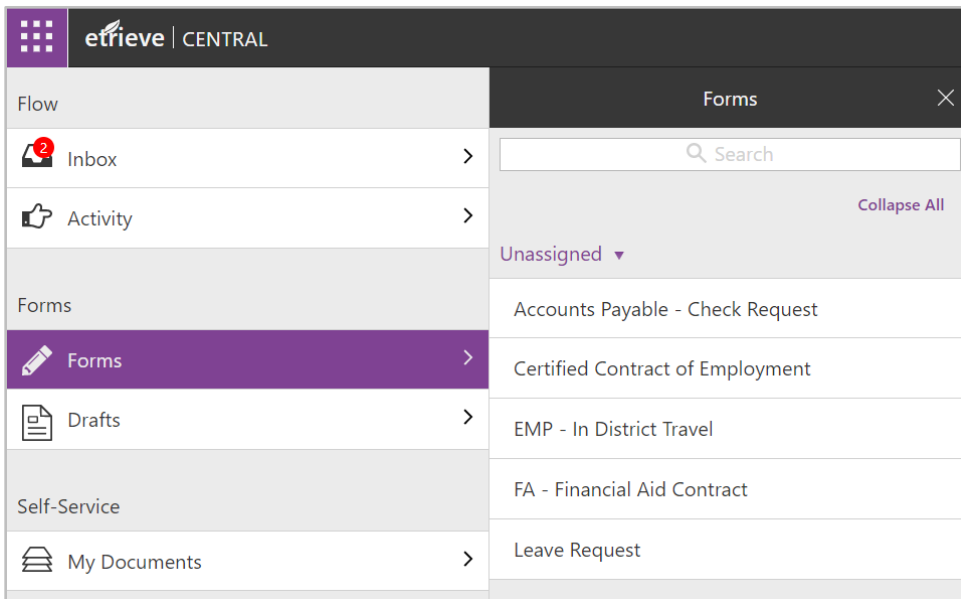 etrieve | CENTRAL
Flow
2
Inbox
Activity
Forms
Forms
Drafts
Self-Service
My Documents
Forms
Search
Collapse All
Unassigned
Accounts Payable - Check Request
Certified Contract of Employment
EMP - In District Travel
FA - Financial Aid Contract
Leave Request